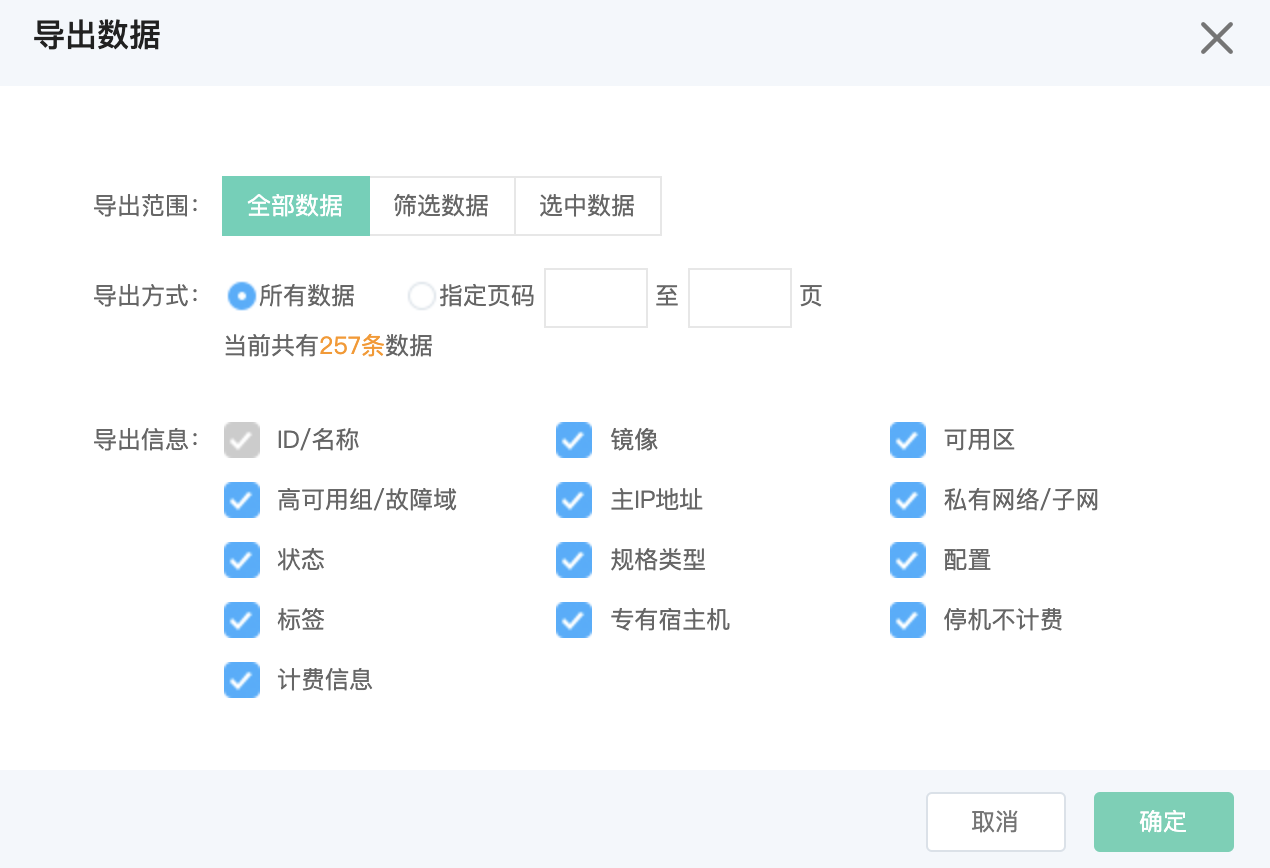 导出数据
导出范围： 全部数据 筛选数据 选中数据
导出方式： 所有数据 指定页码 至 页
当前共有257条数据
导出信息： ID/名称 镜像 可用区
高可用组/故障域 主IP地址 私有网络/子网
状态 规格类型 配置
标签 专有宿主机 停机不计费
计费信息
取消 确定